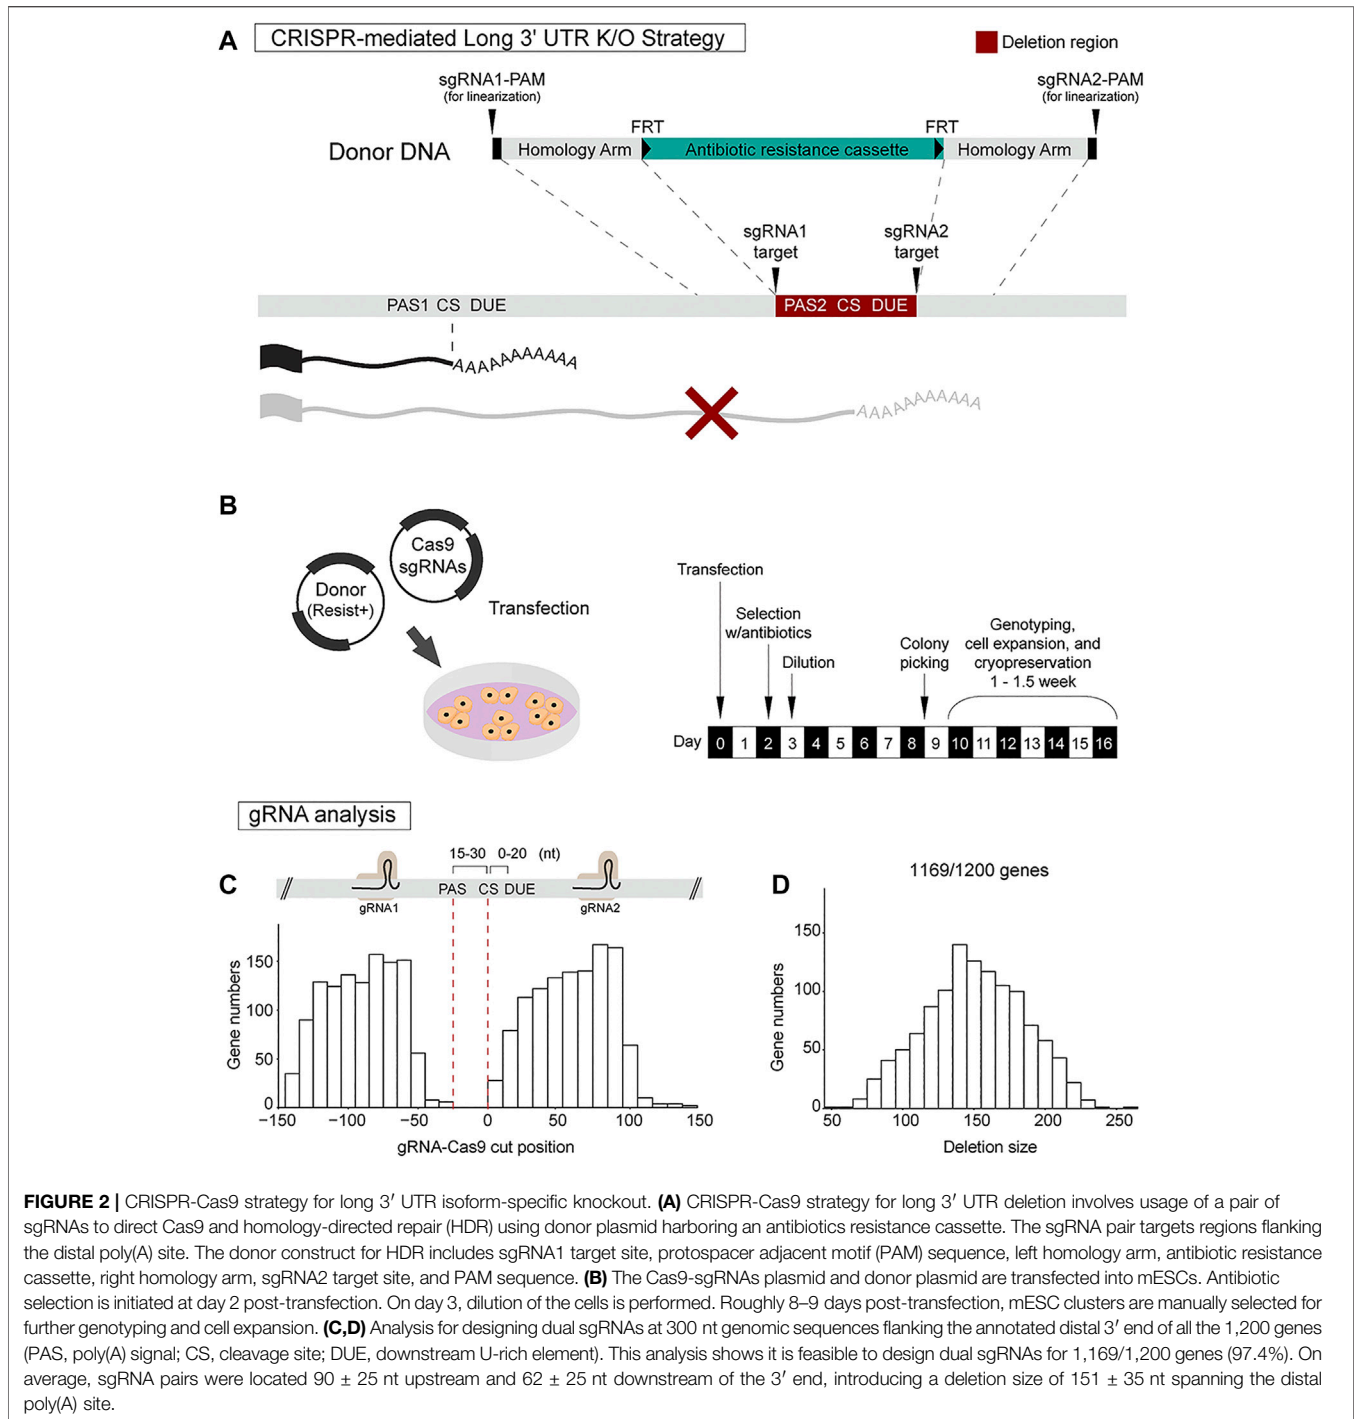 A
CRISPR-mediated Long 3' UTR K/O Strategy
Deletion region
sgRNA1-PAM
(for linearization)
sgRNA2-PAM
(for linearization)
FRT
FRT
Donor DNA
Homology Arm
Antibiotic resistance cassette
Homology Arm
sgRNA1
target
sgRNA2
target
PAS1 CS DUE
PAS2 CS DUE
AAAAAAAAAAA
AAAAAAAAAAA
B
Cas9
sgRNAs
Donor
(Resist+)
Transfection
Transfection
Selection
w/antibiotics
Dilution
Colony
picking
Genotyping,
cell expansion, and
cryopreservation
1 - 1.5 week
Day 0 1 2 3 4 5 6 7 8 9 10 11 12 13 14 15 16
gRNA analysis
C
15-30 0-20 (nt)
PAS CS DUE
gRNA1
gRNA2
Gene numbers
150
100
50
0
−150 −100 −50 0 50 100 150
gRNA-Cas9 cut position
D
1169/1200 genes
Gene numbers
150
100
50
0
50 100 150 200 250
Deletion size
FIGURE 2 | CRISPR-Cas9 strategy for long 3′ UTR isoform-specific knockout. (A) CRISPR-Cas9 strategy for long 3′ UTR deletion involves usage of a pair of
sgRNAs to direct Cas9 and homology-directed repair (HDR) using donor plasmid harboring an antibiotics resistance cassette. The sgRNA pair targets regions flanking
the distal poly(A) site. The donor construct for HDR includes sgRNA1 target site, protospacer adjacent motif (PAM) sequence, left homology arm, antibiotic resistance
cassette, right homology arm, sgRNA2 target site, and PAM sequence. (B) The Cas9-sgRNAs plasmid and donor plasmid are transfected into mESCs. Antibiotic
selection is initiated at day 2 post-transfection. On day 3, dilution of the cells is performed. Roughly 8–9 days post-transfection, mESC clusters are manually selected for
further genotyping and cell expansion. (C,D) Analysis for designing dual sgRNAs at 300 nt genomic sequences flanking the annotated distal 3′ end of all the 1,200 genes
(PAS, poly(A) signal; CS, cleavage site; DUE, downstream U-rich element). This analysis shows it is feasible to design dual sgRNAs for 1,169/1,200 genes (97.4%). On
average, sgRNA pairs were located 90 ± 25 nt upstream and 62 ± 25 nt downstream of the 3′ end, introducing a deletion size of 151 ± 35 nt spanning the distal
poly(A) site.